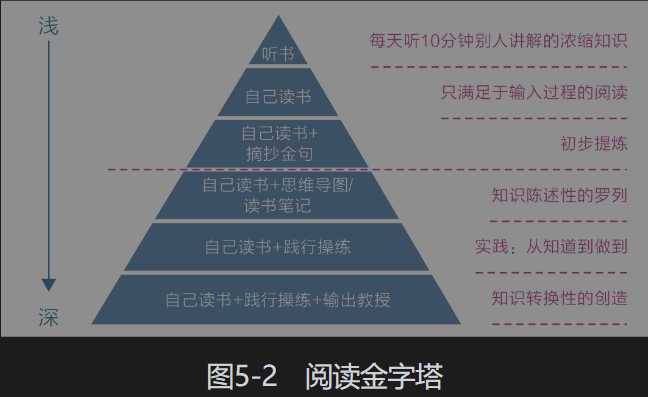 浅
听书
每天听10分钟别人讲解的浓缩知识
自己读书
只满足于输入过程的阅读
自己读书+
摘抄金句
初步提炼
自己读书+思维导图/
读书笔记
知识陈述性的罗列
自己读书+践行操练
实践：从知道到做到
自己读书+践行操练+输出教授
知识转换性的创造
深
图5-2 阅读金字塔